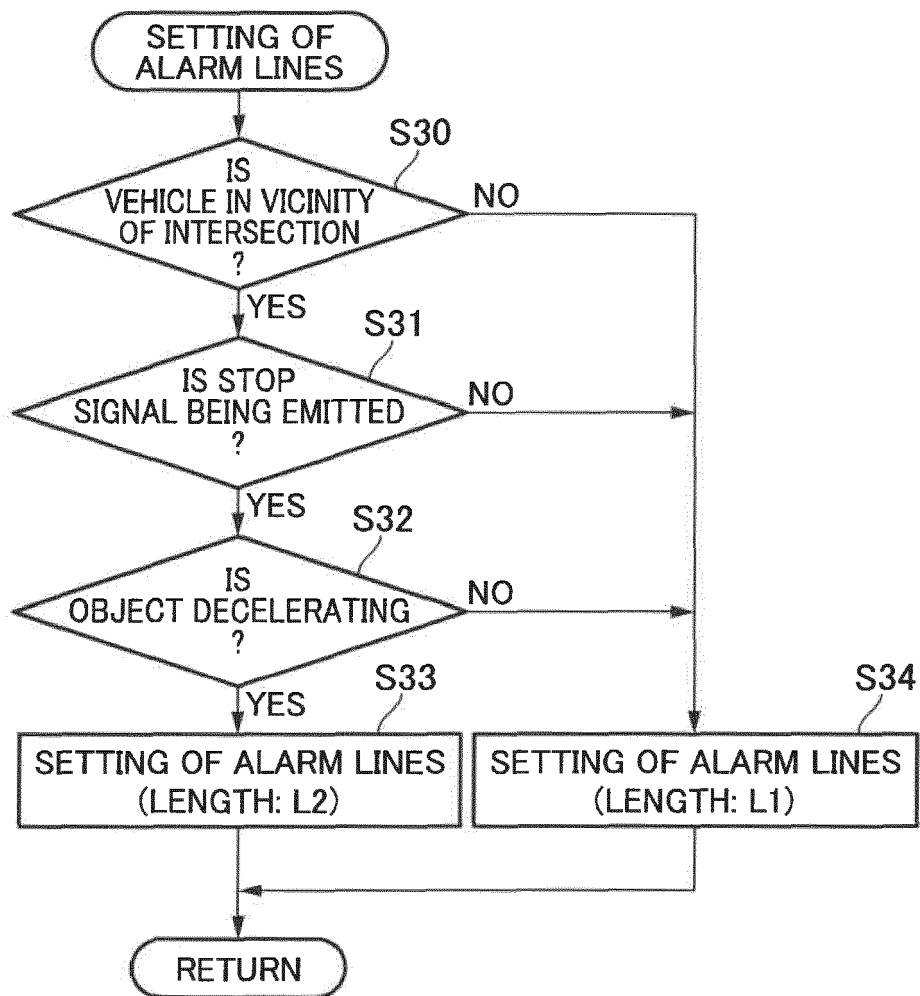 SETTING OF
ALARM LINES
S30
IS
VEHICLE IN VICINITY
OF INTERSECTION
?
NO
YES
S31
IS STOP
SIGNAL BEING EMITTED
?
NO
YES
S32
IS
OBJECT DECELERATING
?
NO
YES
S33
SETTING OF ALARM LINES
(LENGTH: L2)
S34
SETTING OF ALARM LINES
(LENGTH: L1)
RETURN